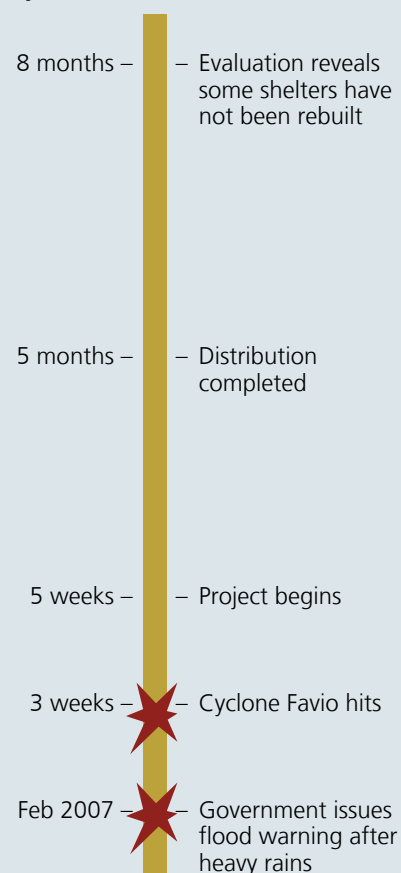 8 months – – Evaluation reveals
some shelters have
not been rebuilt
5 months – – Distribution
completed
5 weeks – – Project begins
3 weeks – – Cyclone Favio hits
Feb 2007 – – Government issues
flood warning after
heavy rains